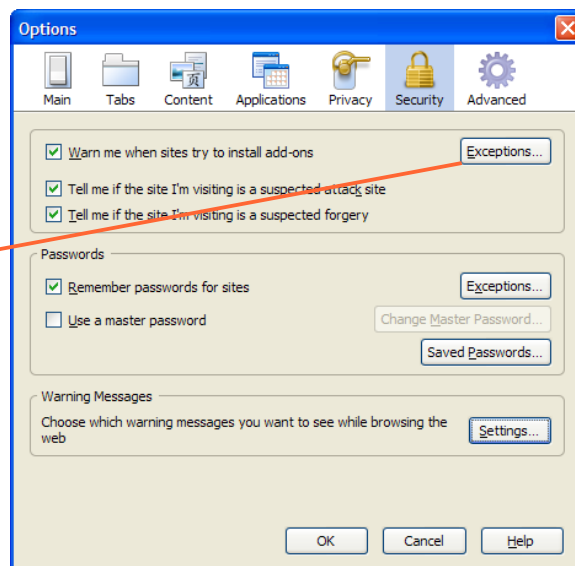 Options
Main Tabs Content Applications Privacy Security Advanced
Warn me when sites try to install add-ons Exceptions...
Tell me if the site I'm visiting is a suspected attack site
Tell me if the site I'm visiting is a suspected forgery
Passwords
Remember passwords for sites Exceptions...
Use a master password Change Master Password...
Saved Passwords...
Warning Messages
Choose which warning messages you want to see while browsing the
web Settings...
OK Cancel Help